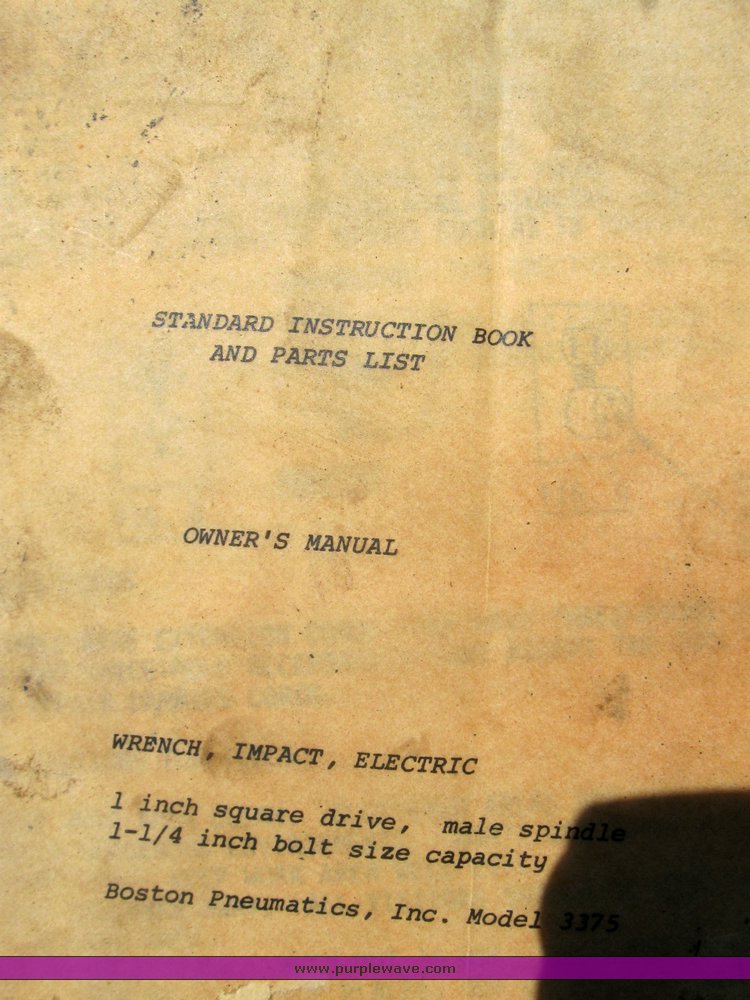 STANDARD INSTRUCTION BOOK
AND PARTS LIST
OWNER'S MANUAL
WRENCH, IMPACT, ELECTRIC
1 inch square drive, male spindle
1-1/4 inch bolt size capacity
Boston Pneumatics, Inc. Model 3375
www.purplewave.com